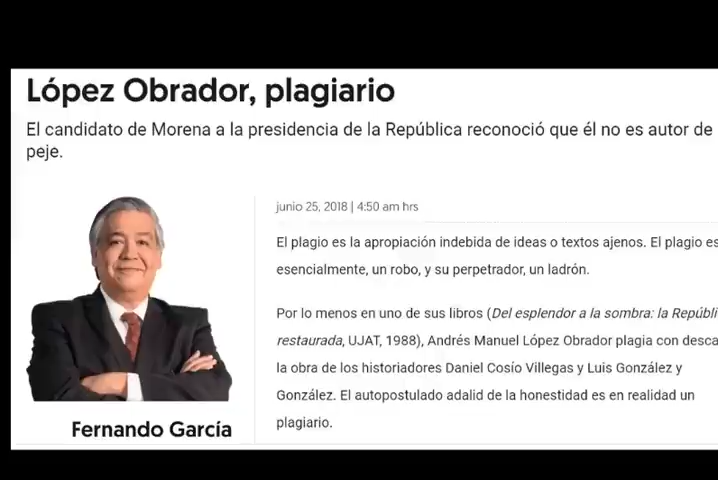 López Obrador, plagiario
El candidato de Morena a la presidencia de la República reconoció que él no es autor de
peje.
junio 25, 2018 | 4:50 am hrs
El plagio es la apropiación indebida de ideas o textos ajenos. El plagio es
esencialmente, un robo, y su perpetrador, un ladrón.
Por lo menos en uno de sus libros (Del esplendor a la sombra: la Repúbl
restaurada, UJAT, 1988), Andrés Manuel López Obrador plagia con desca
la obra de los historiadores Daniel Cosío Villegas y Luis González y
González. El autopostulado adalid de la honestidad es en realidad un
plagiario.
Fernando García